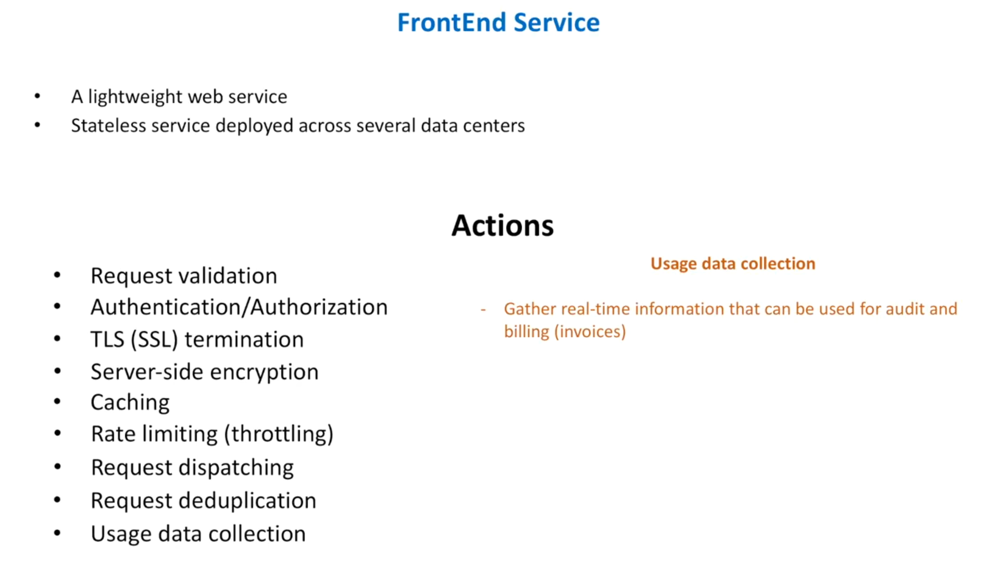 FrontEnd Service
• A lightweight web service
• Stateless service deployed across several data centers
Actions
• Request validation
• Authentication/Authorization
• TLS (SSL) termination
• Server-side encryption
• Caching
• Rate limiting (throttling)
• Request dispatching
• Request deduplication
• Usage data collection
Usage data collection
- Gather real-time information that can be used for audit and
billing (invoices)